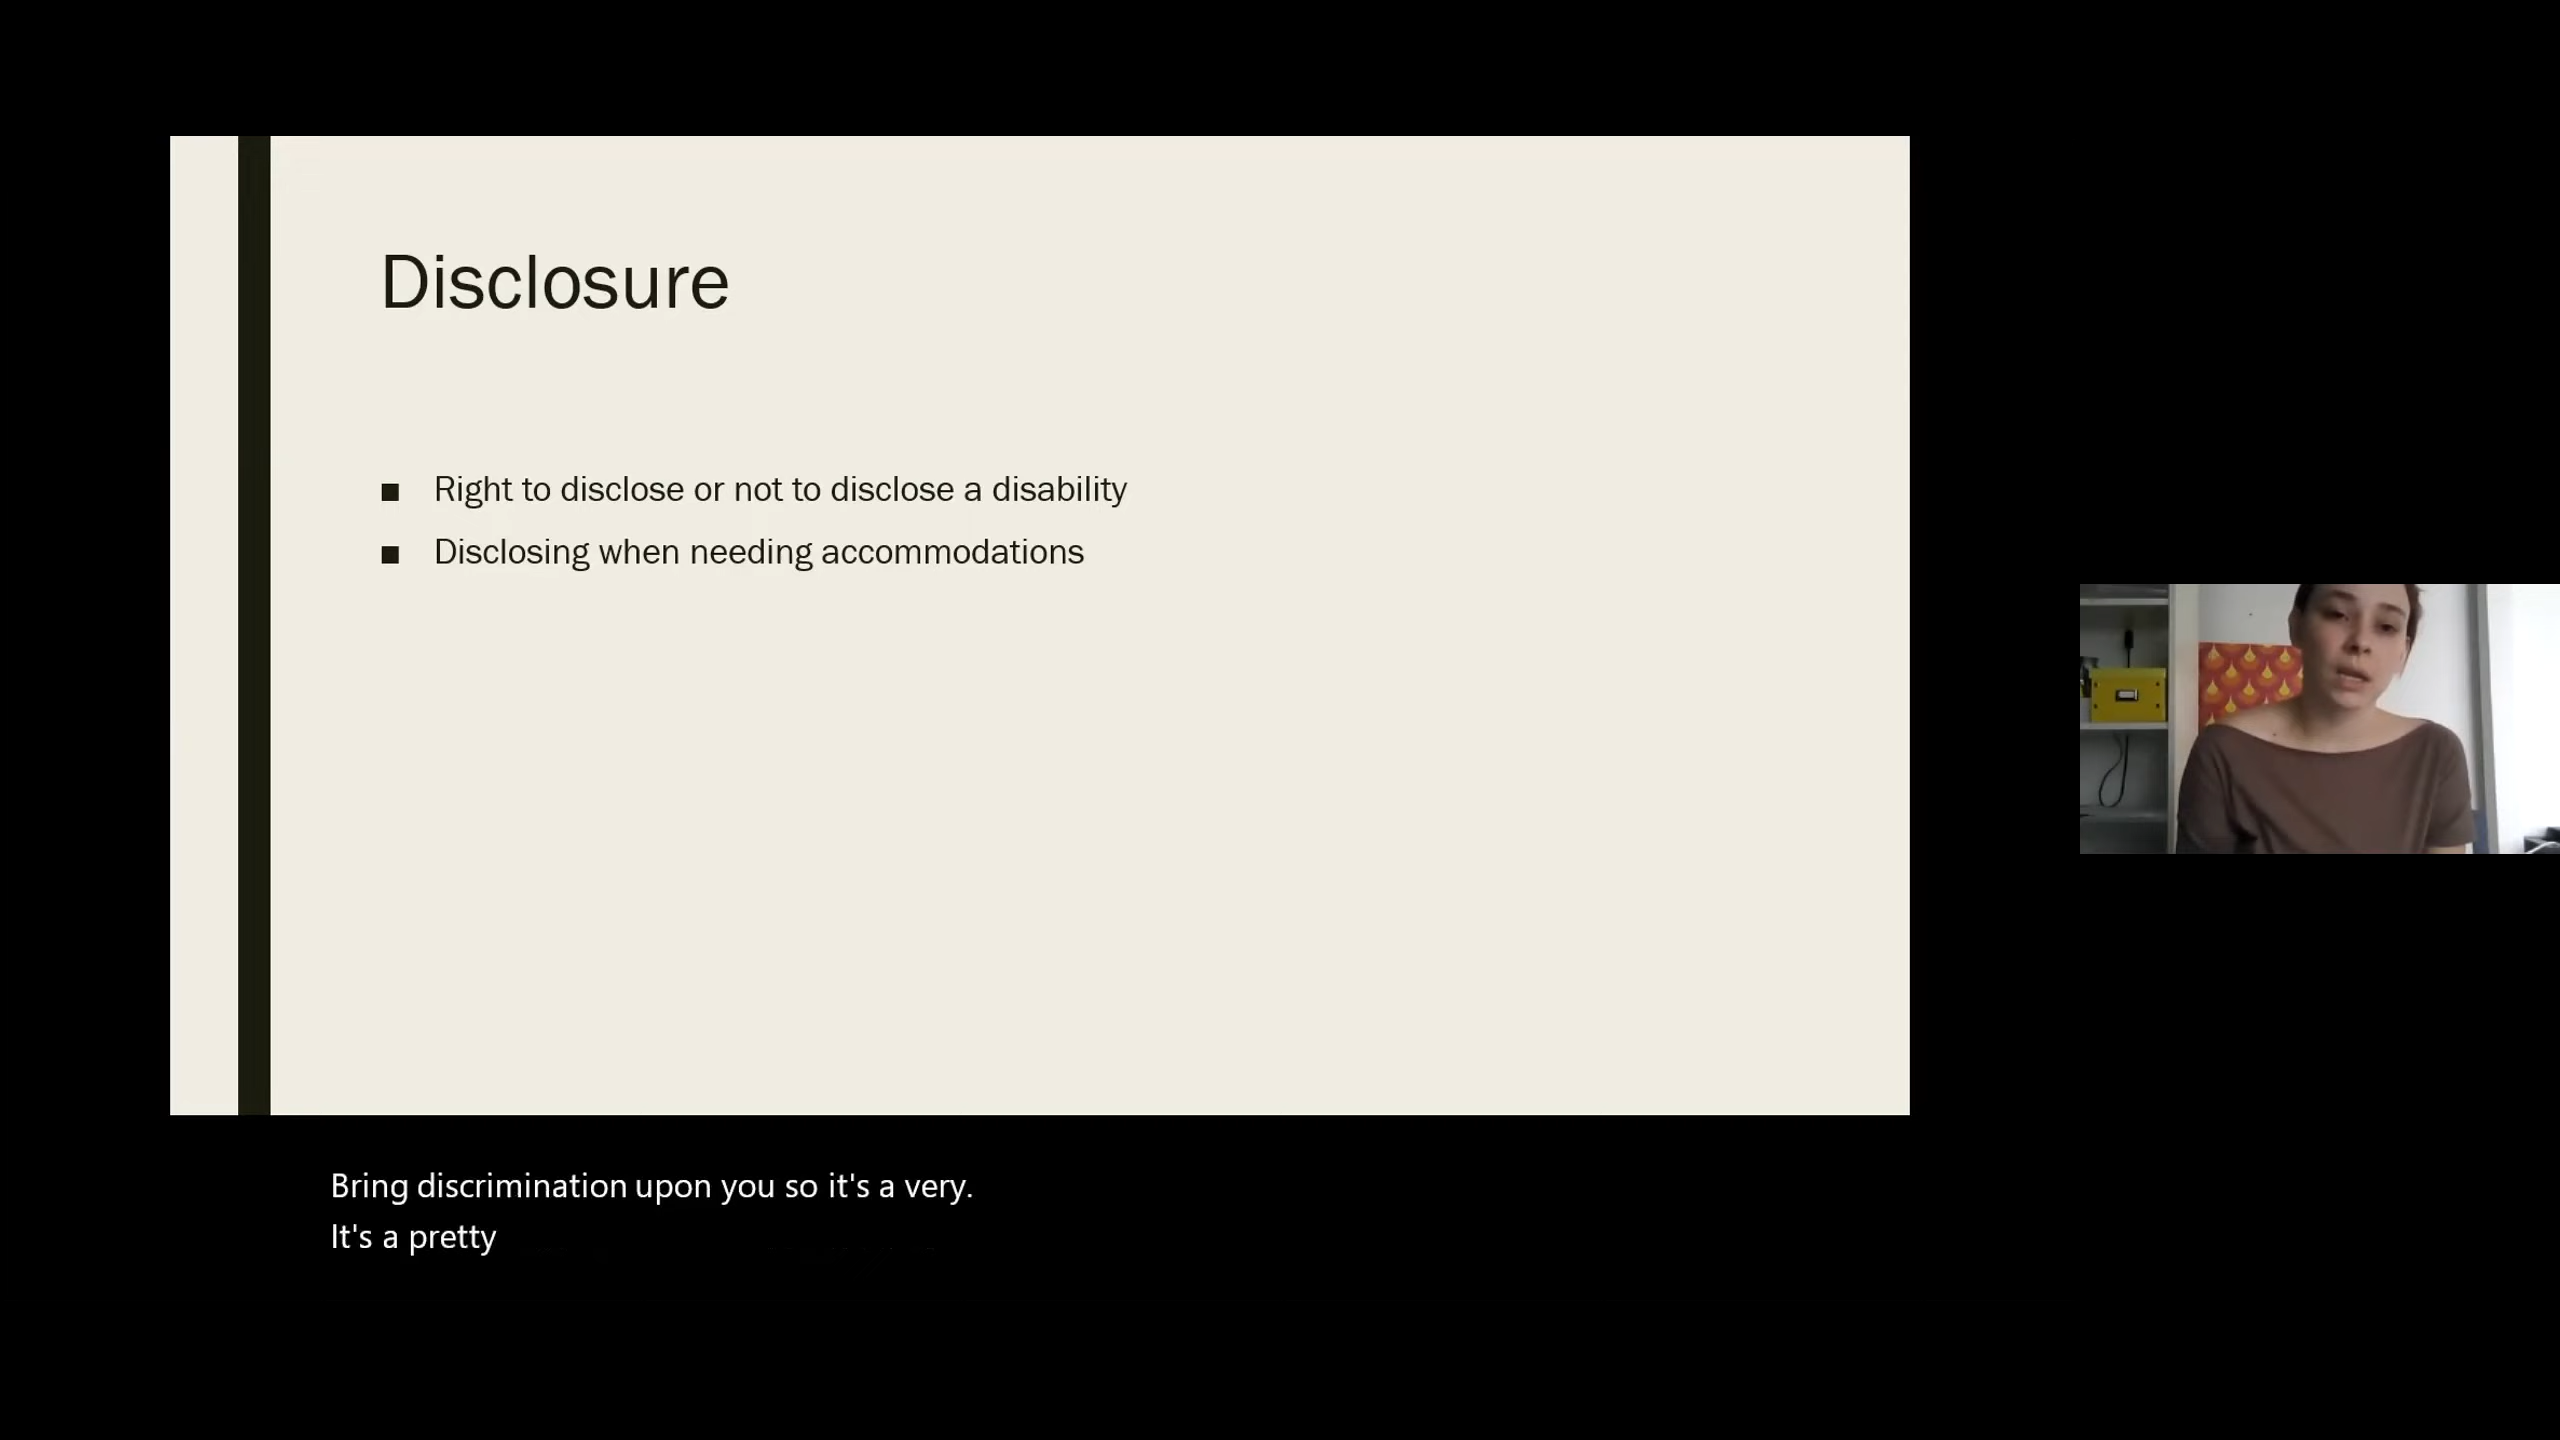 Disclosure
Right to disclose or not to disclose a disability
Disclosing when needing accommodations
Bring discrimination upon you so it's a very.
It's a pretty